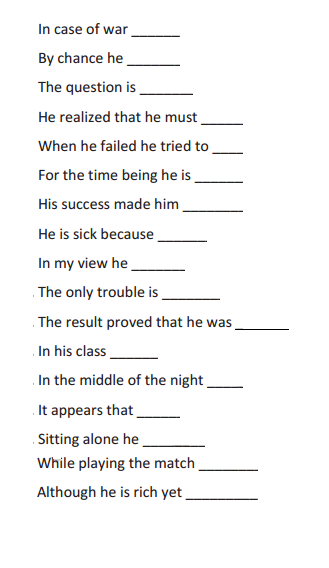 In case of war ______
By chance he _______
The question is _______
He realized that he must _____
When he failed he tried to ____
For the time being he is ______
His success made him ________
He is sick because ______
In my view he _______
The only trouble is _______
The result proved that he was _______
In his class ______
In the middle of the night _____
It appears that _____
Sitting alone he ________
While playing the match ________
Although he is rich yet _________